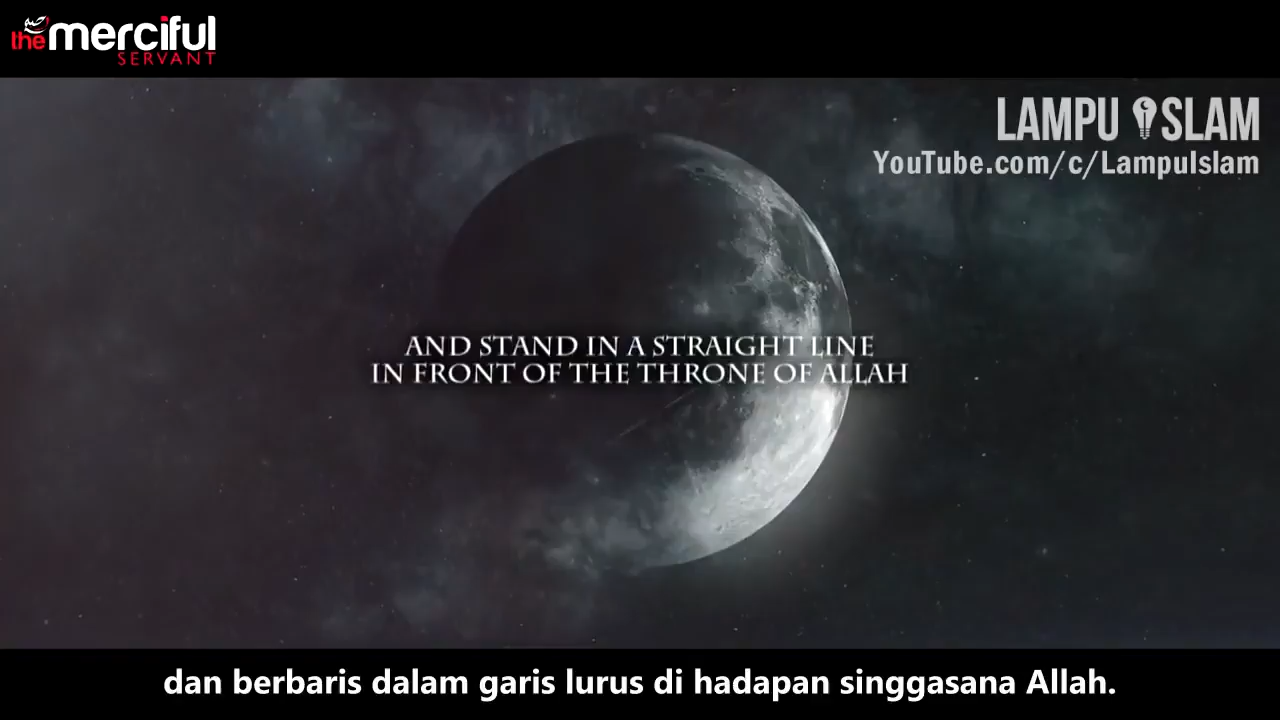 the merciful
SERVANT
LAMPU ISLAM
YouTube.com/c/LampuIslam
AND STAND IN A STRAIGHT LINE
IN FRONT OF THE THRONE OF ALLAH
dan berbaris dalam garis lurus di hadapan singgasana Allah.